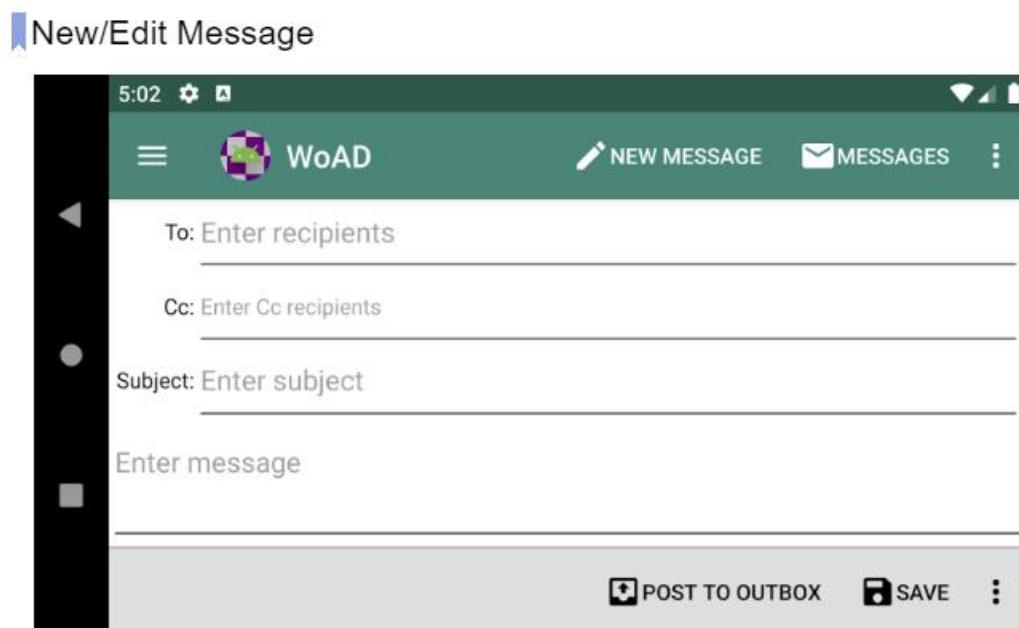 New/Edit Message
5:02
WoAD NEW MESSAGE MESSAGES
To: Enter recipients
Cc: Enter Cc recipients
Subject: Enter subject
Enter message
POST TO OUTBOX SAVE